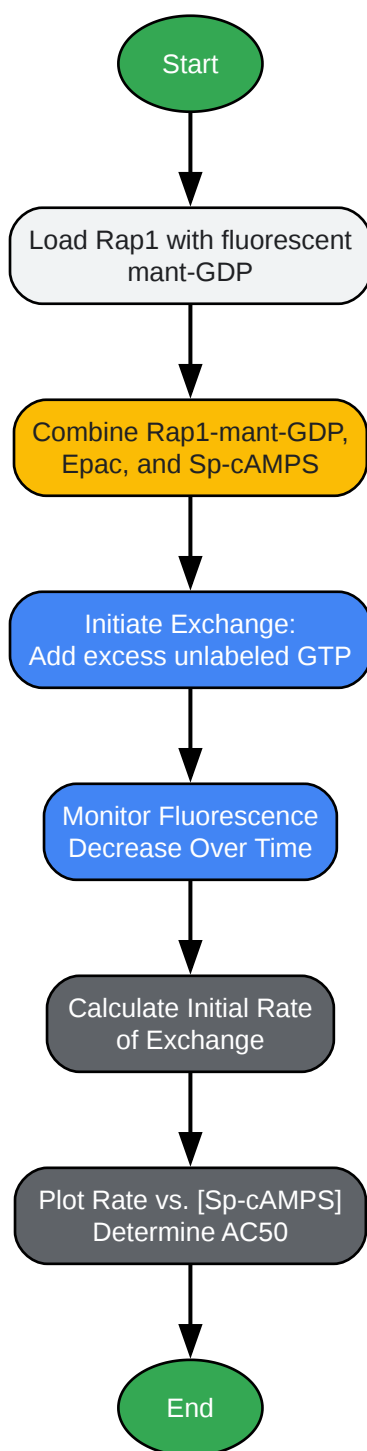 Start
Load Rap1 with fluorescent
mant-GDP
Combine Rap1-mant-GDP,
Epac, and Sp-cAMPS
Initiate Exchange:
Add excess unlabeled GTP
Monitor Fluorescence
Decrease Over Time
Calculate Initial Rate
of Exchange
Plot Rate vs. [Sp-cAMPS]
Determine AC50
End